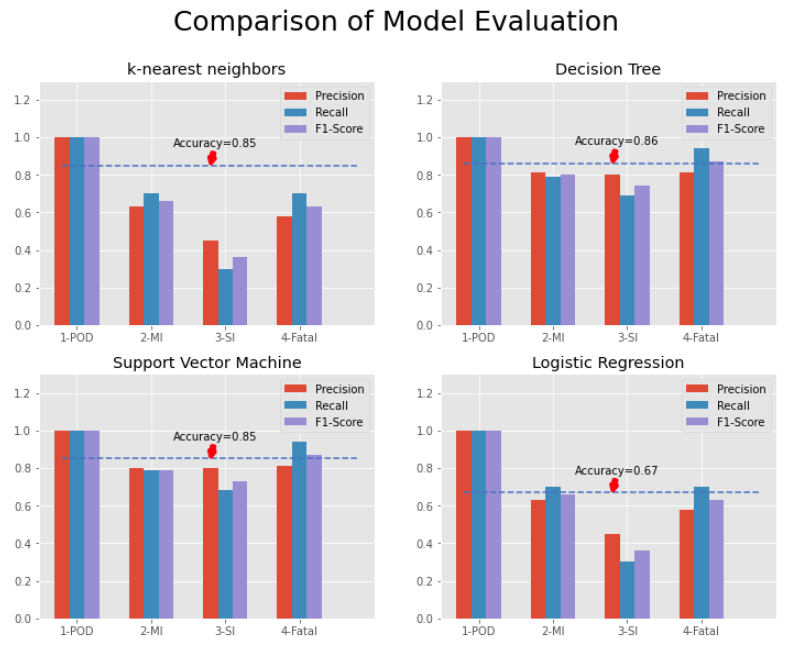 Comparison of Model Evaluation
k-nearest neighbors
1.2
1.0
0.8
0.6
0.4
0.2
0.0
Accuracy=0.85
Precision
Recall
F1-Score
1-POD 2-MI 3-SI 4-Fatal
Decision Tree
1.2
1.0
0.8
0.6
0.4
0.2
0.0
Accuracy=0.86
Precision
Recall
F1-Score
1-POD 2-MI 3-SI 4-Fatal
Support Vector Machine
1.2
1.0
0.8
0.6
0.4
0.2
0.0
Accuracy=0.85
Precision
Recall
F1-Score
1-POD 2-MI 3-SI 4-Fatal
Logistic Regression
1.2
1.0
0.8
0.6
0.4
0.2
0.0
Accuracy=0.67
Precision
Recall
F1-Score
1-POD 2-MI 3-SI 4-Fatal